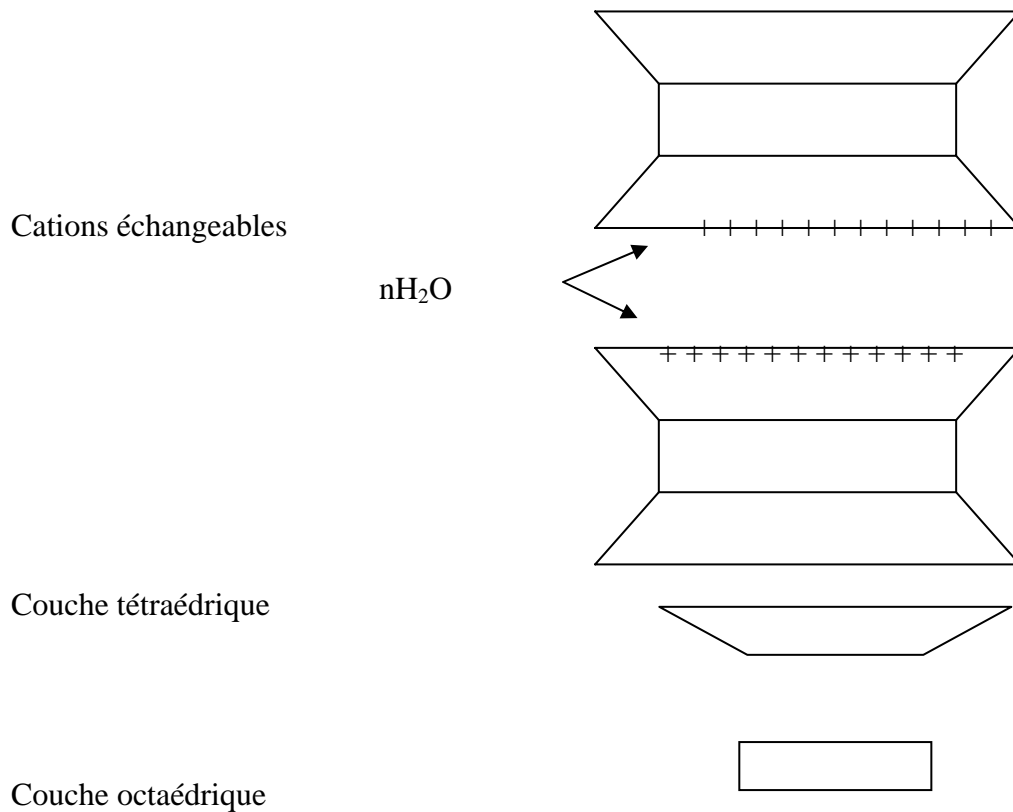 Cations échangeables
nH₂O
Couche tétraédrique
Couche octaédrique